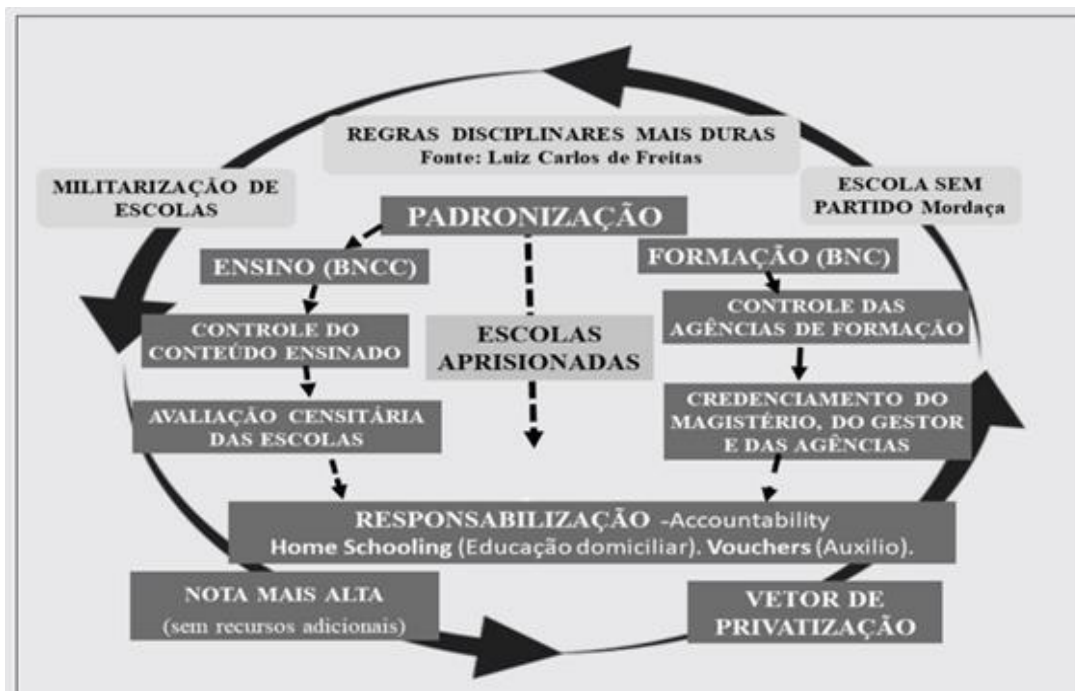 REGRAS DISCIPLINARES MAIS DURAS
Fonte: Luiz Carlos de Freitas
MILITARIZAÇÃO DE
ESCOLAS
ESCOLA SEM
PARTIDO Mordaça
PADRONIZAÇÃO
ENSINO (BNCC)
FORMAÇÃO (BNC)
CONTROLE DO
CONTEÚDO ENSINADO
ESCOLAS
APRISIONADAS
CONTROLE DAS
AGÊNCIAS DE FORMAÇÃO
AVALIAÇÃO CENSITÁRIA
DAS ESCOLAS
CREDENCIAMENTO DO
MAGISTÉRIO, DO GESTOR
E DAS AGÊNCIAS
RESPONSABILIZAÇÃO -Accountability
Home Schooling (Educação domiciliar). Vouchers (Auxilio).
NOTA MAIS ALTA
(sem recursos adicionais)
VETOR DE
PRIVATIZAÇÃO